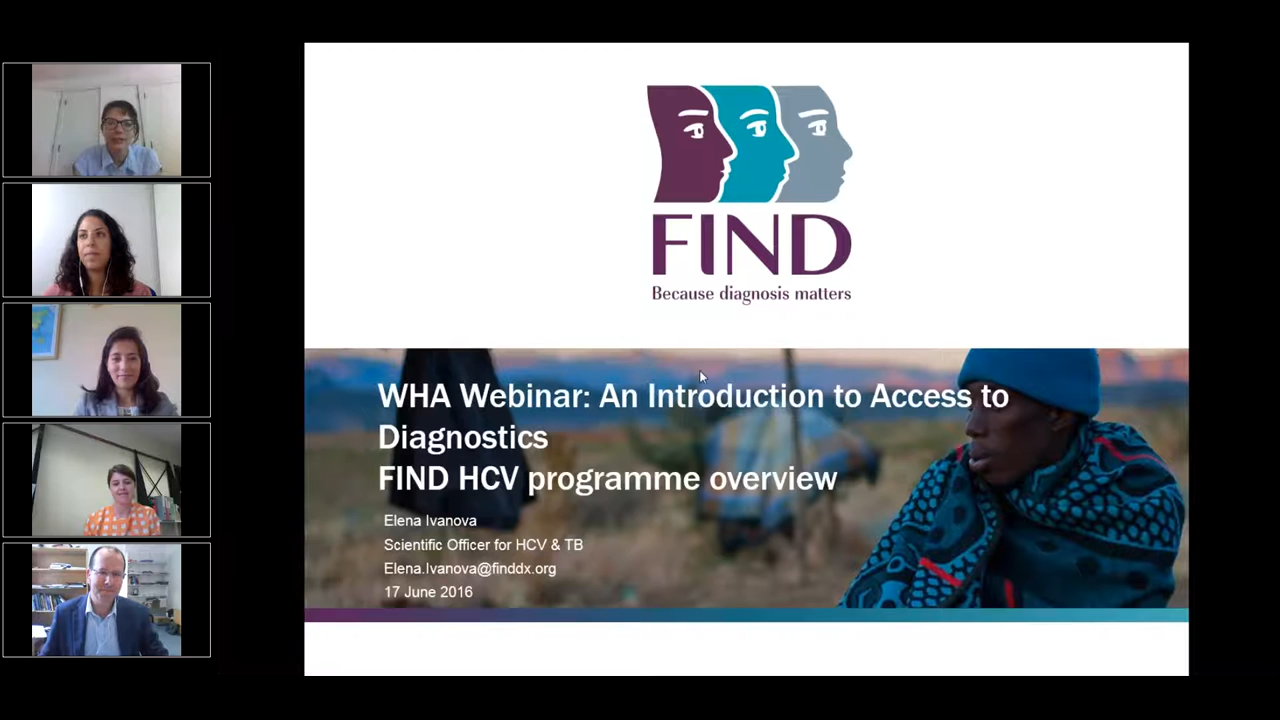 FIND
Because diagnosis matters
WHA Webinar: An Introduction to Access to
Diagnostics
FIND HCV programme overview
Elena Ivanova
Scientific Officer for HCV & TB
Elena.Ivanova@finddx.org
17 June 2016